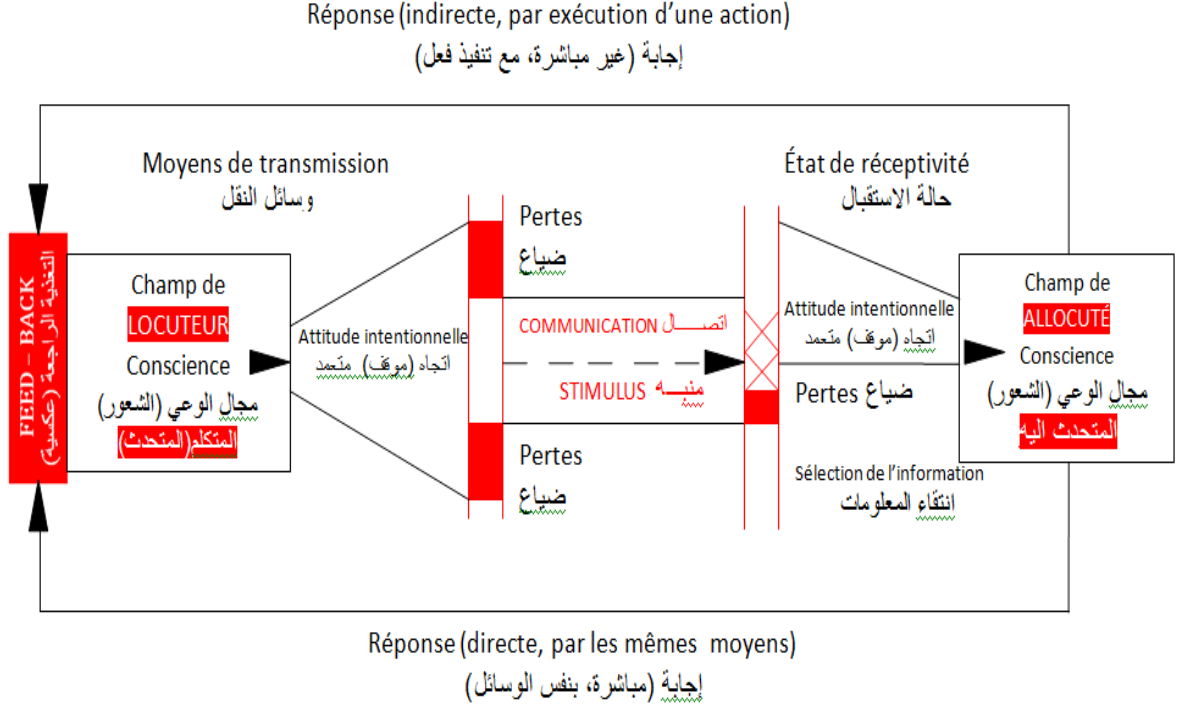 Réponse (indirecte, par exécution d'une action)
إجابة (غير مباشرة، مع تنفيذ فعل)
Moyens de transmission
وسائل النقل
État de réceptivité
حالة الاستقبال
FEED – BACK
التغذية الراجعة (عكسية)
Champ de
LOCUTEUR
Conscience
مجال الوعي (الشعور)
المتكلم(المتحدث)
Attitude intentionnelle
اتجاه (موقف) متعمد
Pertes
ضياع
COMMUNICATION اتصـــال
STIMULUS منبـــه
Pertes
ضياع
Attitude intentionnelle
اتجاه (موقف) متعمد
Pertes ضياع
Sélection de l'information
انتقاء المعلومات
Champ de
ALLOCUTÉ
Conscience
مجال الوعي (الشعور)
المتحدث اليه
Réponse (directe, par les mêmes moyens)
إجابة (مباشرة، بنفس الوسائل)